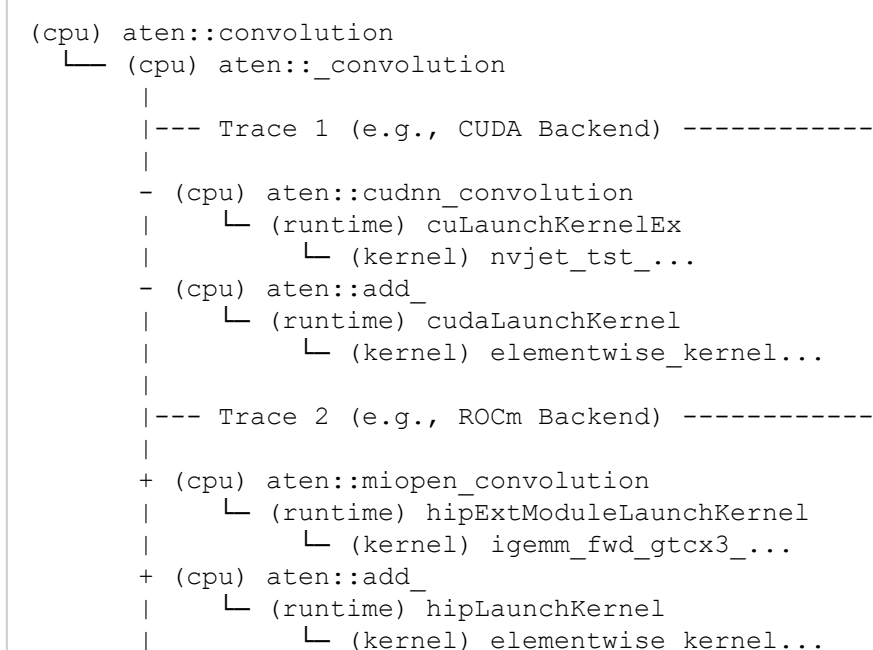 (cpu) aten::convolution
  └── (cpu) aten::_convolution
       |
       |--- Trace 1 (e.g., CUDA Backend) ------------
       |
       - (cpu) aten::cudnn_convolution
       |    └─ (runtime) cuLaunchKernelEx
       |         └─ (kernel) nvjet_tst_...
       - (cpu) aten::add_
       |    └─ (runtime) cudaLaunchKernel
       |         └─ (kernel) elementwise_kernel...
       |
       |--- Trace 2 (e.g., ROCm Backend) ------------
       |
       + (cpu) aten::miopen_convolution
       |    └─ (runtime) hipExtModuleLaunchKernel
       |         └─ (kernel) igemm_fwd_gtcx3_...
       + (cpu) aten::add_
       |    └─ (runtime) hipLaunchKernel
       |         └─ (kernel) elementwise_kernel...